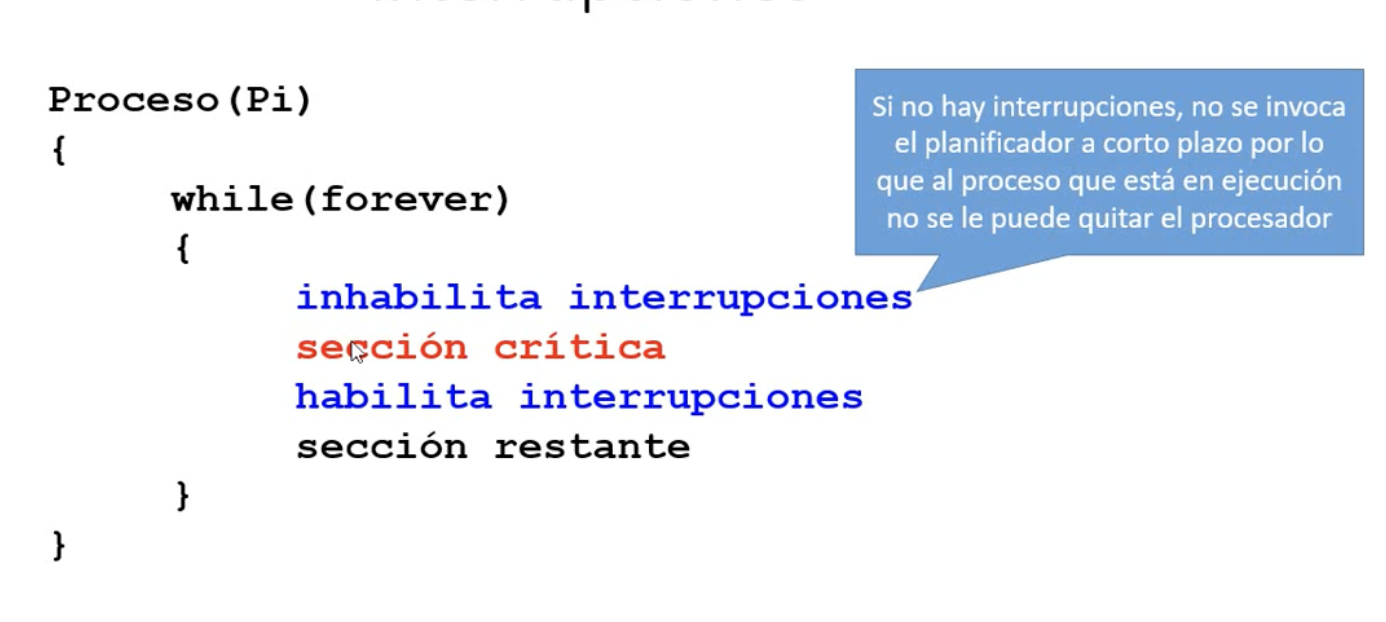 Proceso(Pi)
{
while(forever)
{
inhabilita interrupciones
sección crítica
habilita interrupciones
sección restante
}
}
Si no hay interrupciones, no se invoca
el planificador a corto plazo por lo
que al proceso que está en ejecución
no se le puede quitar el procesador